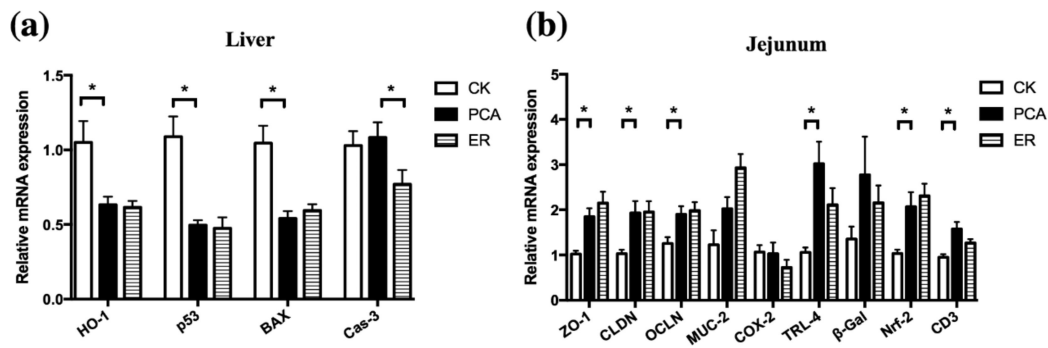 (a)
Liver
Relative mRNA expression
1.5
1.0
0.5
0.0
* * * *
HO-1 p53 BAX Cas-3
CK
PCA
ER
(b)
Jejunum
Relative mRNA expression
5
4
3
2
1
0
* * * * * *
ZO-1 CLDN OCLN MUC-2 COX-2 TRL-4 β-Gal Nrf-2 CD3
CK
PCA
ER